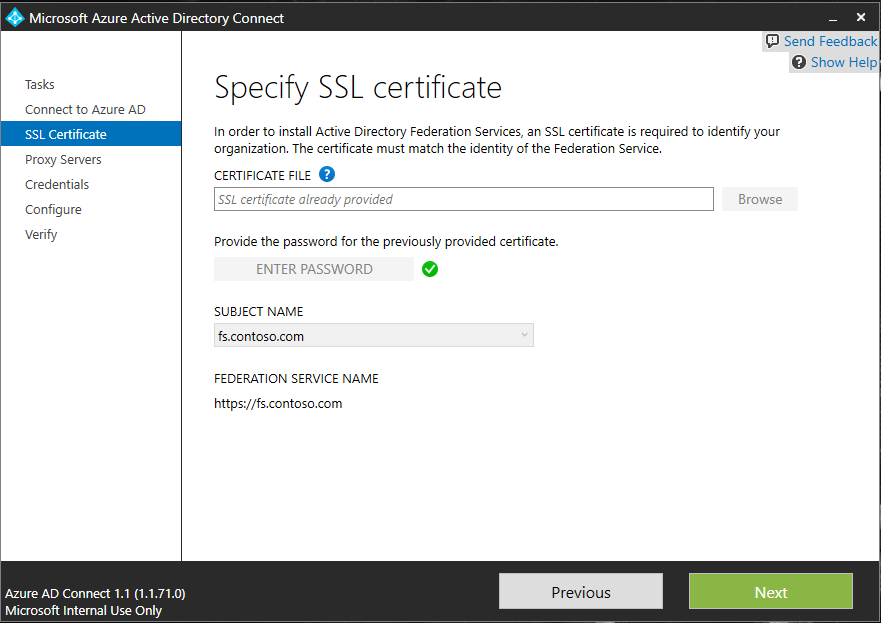 Microsoft Azure Active Directory Connect
Send Feedback
? Show Help
Tasks
Connect to Azure AD
SSL Certificate
Proxy Servers
Credentials
Configure
Verify
Specify SSL certificate
In order to install Active Directory Federation Services, an SSL certificate is required to identify your
organization. The certificate must match the identity of the Federation Service.
CERTIFICATE FILE ?
SSL certificate already provided
Browse
Provide the password for the previously provided certificate.
ENTER PASSWORD
SUBJECT NAME
fs.contoso.com
FEDERATION SERVICE NAME
https://fs.contoso.com
Azure AD Connect 1.1 (1.1.71.0)
Microsoft Internal Use Only
Previous
Next